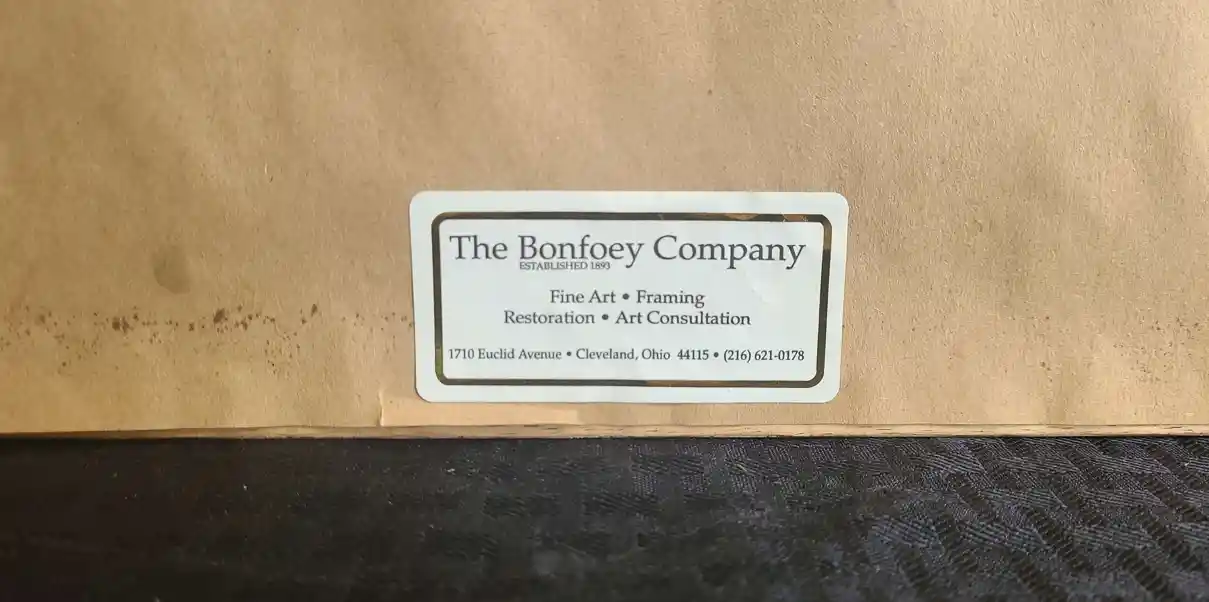 The Bonfoey Company
ESTABLISHED 1893
Fine Art • Framing
Restoration • Art Consultation
1710 Euclid Avenue • Cleveland, Ohio 44115 • (216) 621-0178